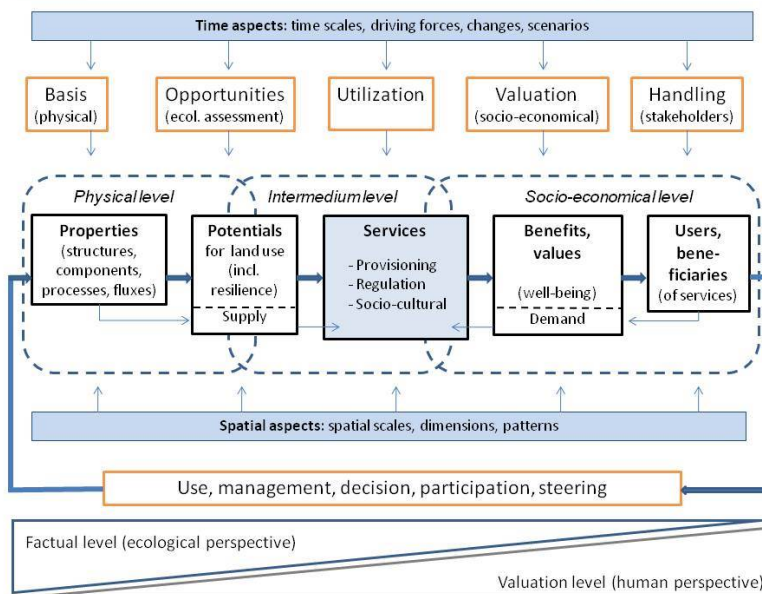 Time aspects: time scales, driving forces, changes, scenarios
Basis
(physical)
Opportunities
(ecol. assessment)
Utilization
Valuation
(socio-economical)
Handling
(stakeholders)
Physical level
Intermedium level
Socio-economical level
Properties
(structures,
components,
processes, fluxes)
Potentials
for land use
(incl.
resilience)
Supply
Services
- Provisioning
- Regulation
- Socio-cultural
Benefits,
values
(well-being)
Demand
Users,
bene-
ficiaries
(of services)
Spatial aspects: spatial scales, dimensions, patterns
Use, management, decision, participation, steering
Factual level (ecological perspective)
Valuation level (human perspective)